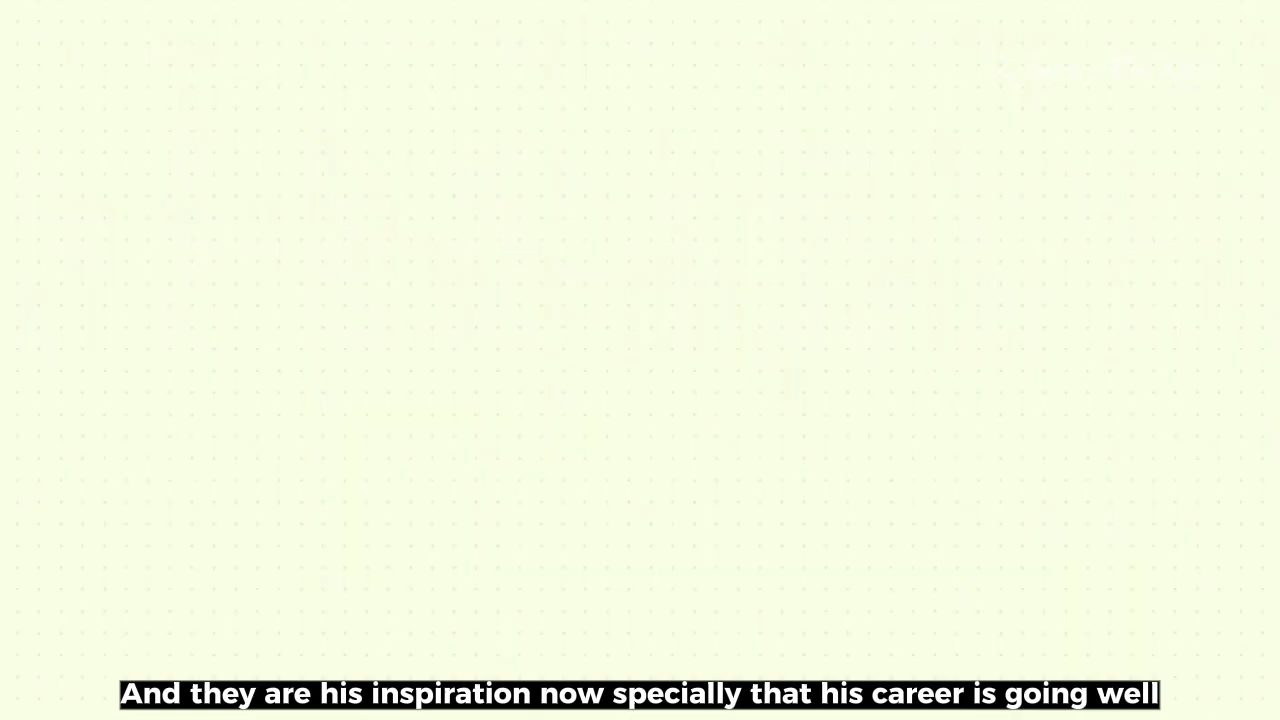 And they are his inspiration now specially that his career is going well